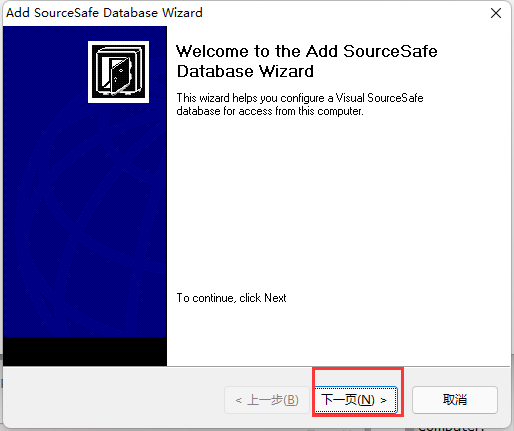 Add SourceSafe Database Wizard
Welcome to the Add SourceSafe
Database Wizard
This wizard helps you configure a Visual SourceSafe
database for access from this computer.
To continue, click Next
< 上一步(B)
下一页(N) >
取消
computer.